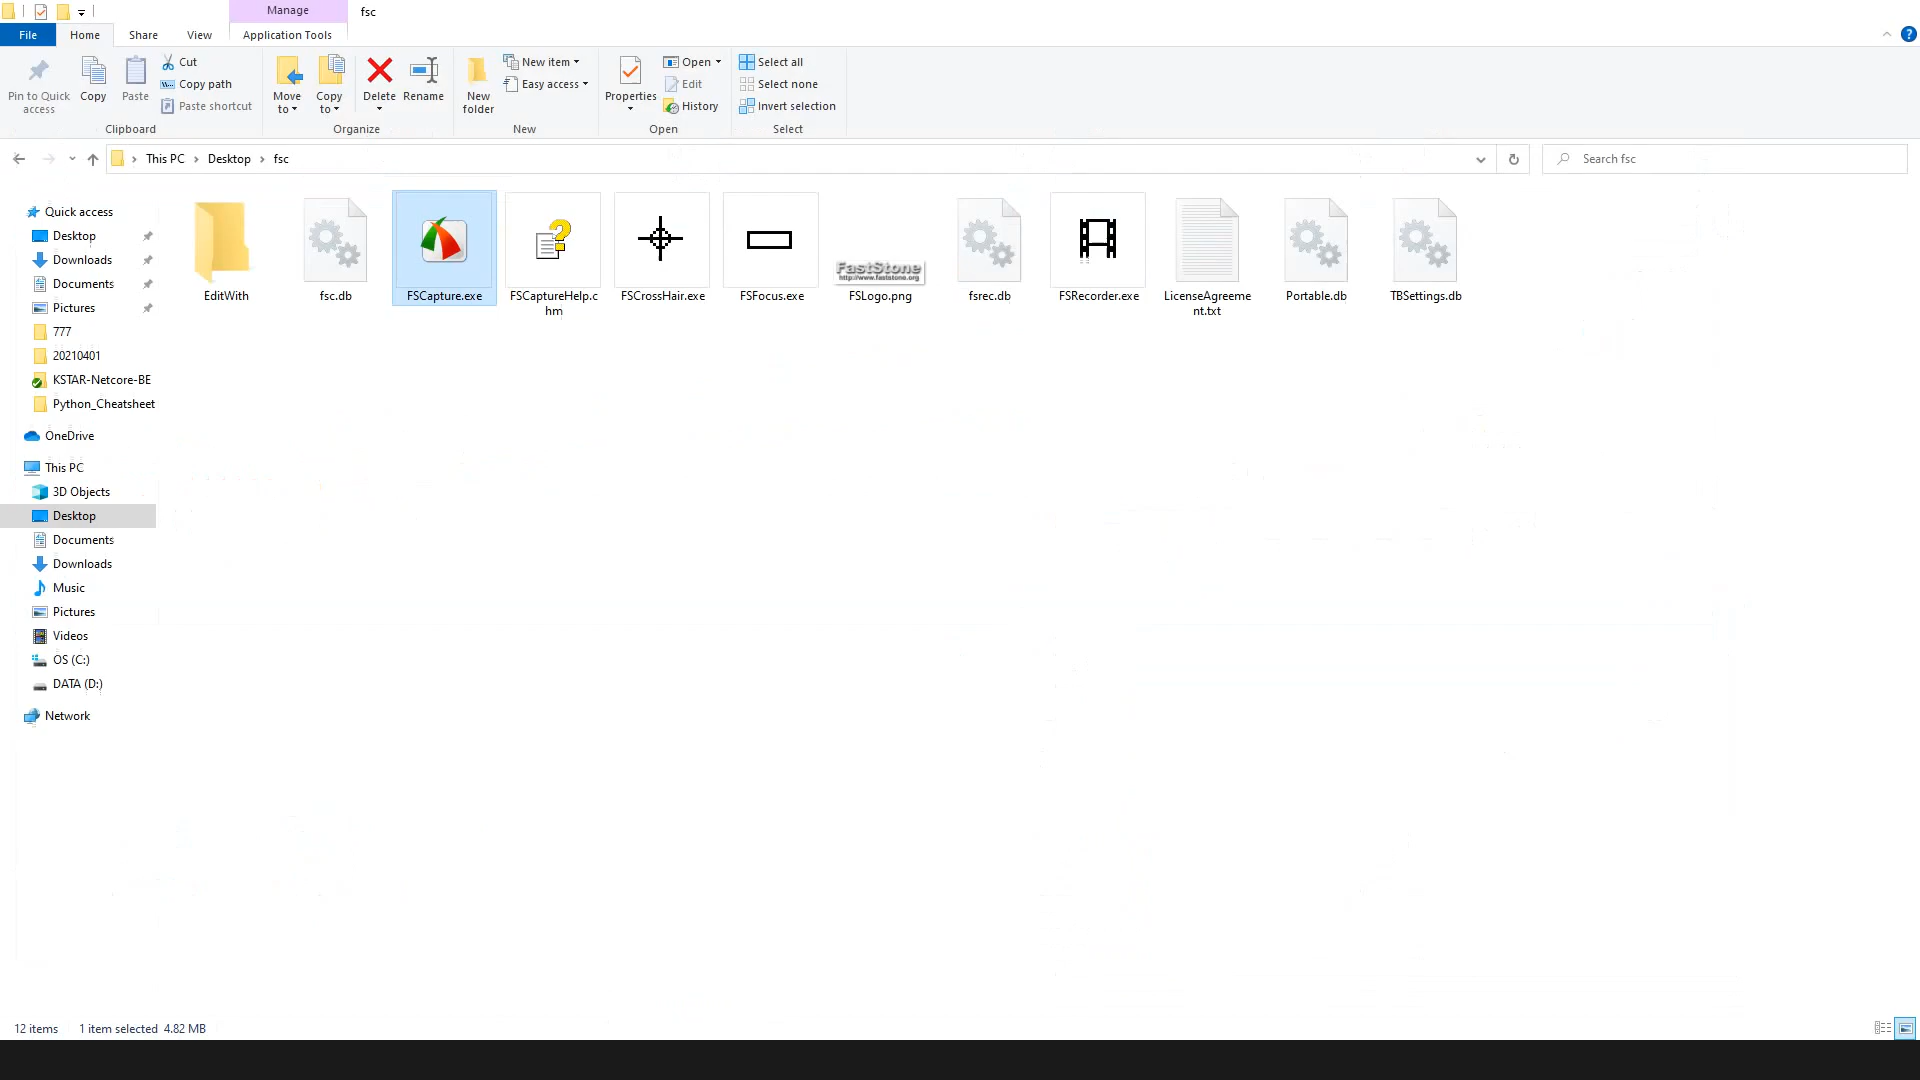 Manage
fsc
File
Home
Share
View
Application Tools
Pin to Quick
access
Copy
Paste
Cut
Copy path
Paste shortcut
Clipboard
Move
to
Copy
to
Delete
Rename
Organize
New
folder
New item
Easy access
New
Properties
Open
Edit
History
Open
Select all
Select none
Invert selection
Select
This PC
Desktop
fsc
Search fsc
Quick access
Desktop
Downloads
Documents
Pictures
777
20210401
KSTAR-Netcore-BE
Python_Cheatsheet
OneDrive
This PC
3D Objects
Desktop
Documents
Downloads
Music
Pictures
Videos
OS (C:)
DATA (D:)
Network
EditWith
fsc.db
FSCapture.exe
FSCaptureHelp.c
hm
FSCrossHair.exe
FSFocus.exe
FastStone
http://www.faststone.org
FSLogo.png
fsrec.db
FSRecorder.exe
LicenseAgreeme
nt.txt
Portable.db
TBSettings.db
12 items
1 item selected 4.82 MB